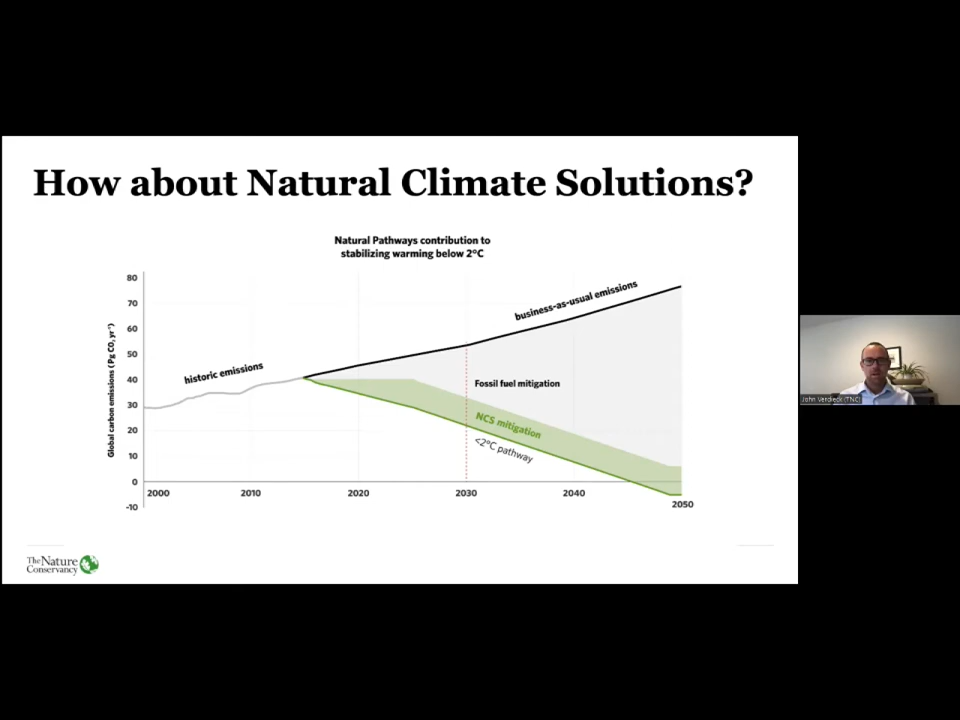 How about Natural Climate Solutions?
Natural Pathways contribution to
stabilizing warming below 2°C
Global carbon emissions (Pg CO₂ yr⁻¹)
80
70
60
50
40
30
20
10
0
-10
historic emissions
business-as-usual emissions
Fossil fuel mitigation
NCS mitigation
<2°C pathway
2000
2010
2020
2030
2040
2050
The Nature
Conservancy
John Verdieck (TNC)